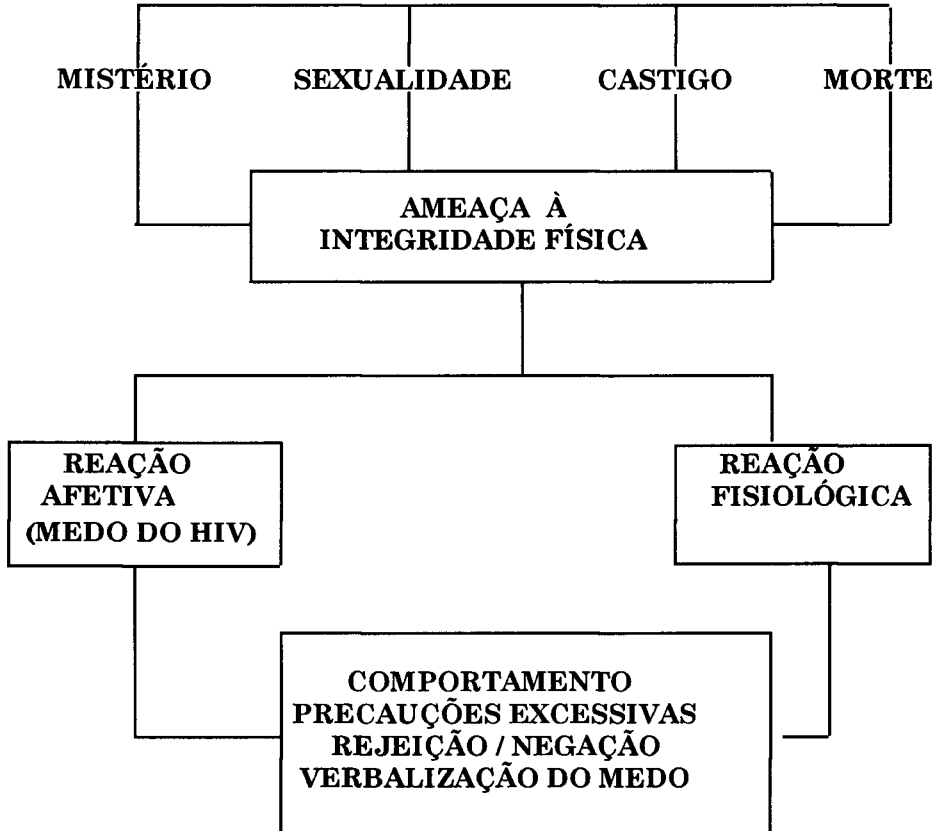 MISTÉRIO SEXUALIDADE CASTIGO MORTE
AMEAÇA À
INTEGRIDADE FÍSICA
REAÇÃO
AFETIVA
(MEDO DO HIV)
REAÇÃO
FISIOLÓGICA
COMPORTAMENTO
PRECAUÇÕES EXCESSIVAS
REJEIÇÃO / NEGAÇÃO
VERBALIZAÇÃO DO MEDO